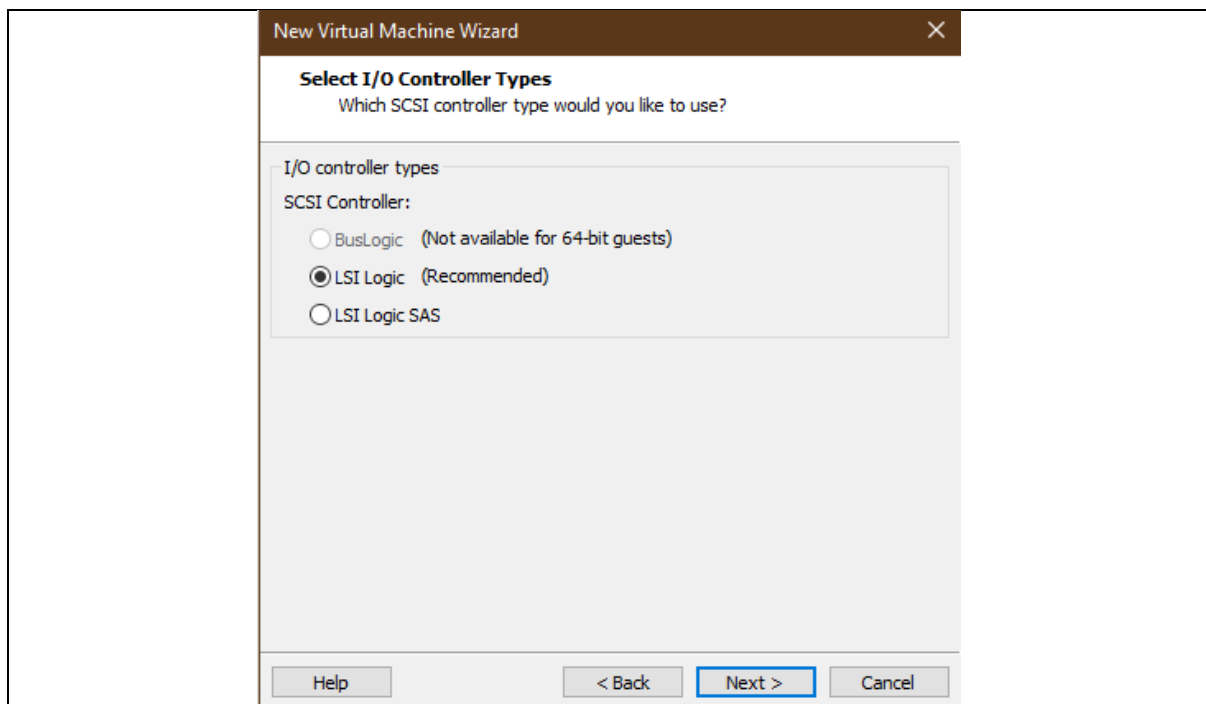 New Virtual Machine Wizard
Select I/O Controller Types
Which SCSI controller type would you like to use?
I/O controller types
SCSI Controller:
BusLogic (Not available for 64-bit guests)
LSI Logic (Recommended)
LSI Logic SAS
Help < Back Next > Cancel